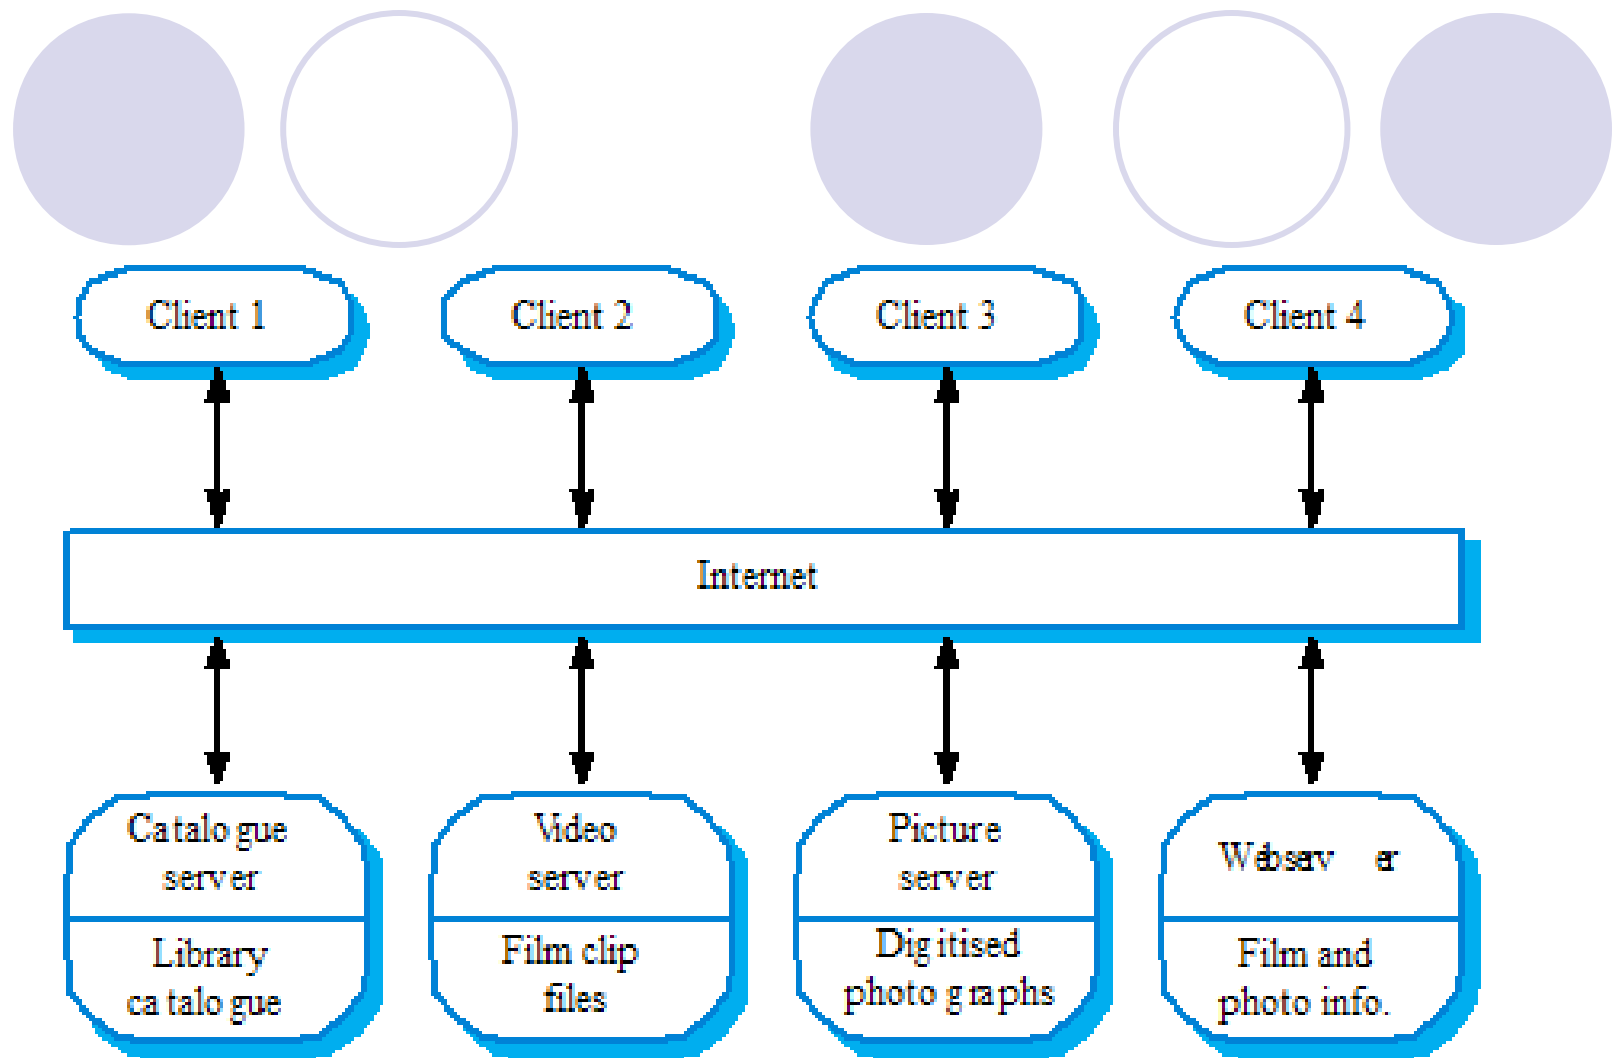 Client 1
Client 2
Client 3
Client 4
Internet
Catalogue
server
Library
catalogue
Video
server
Film clip
files
Picture
server
Digitised
photographs
Webserver
Film and
photo info.